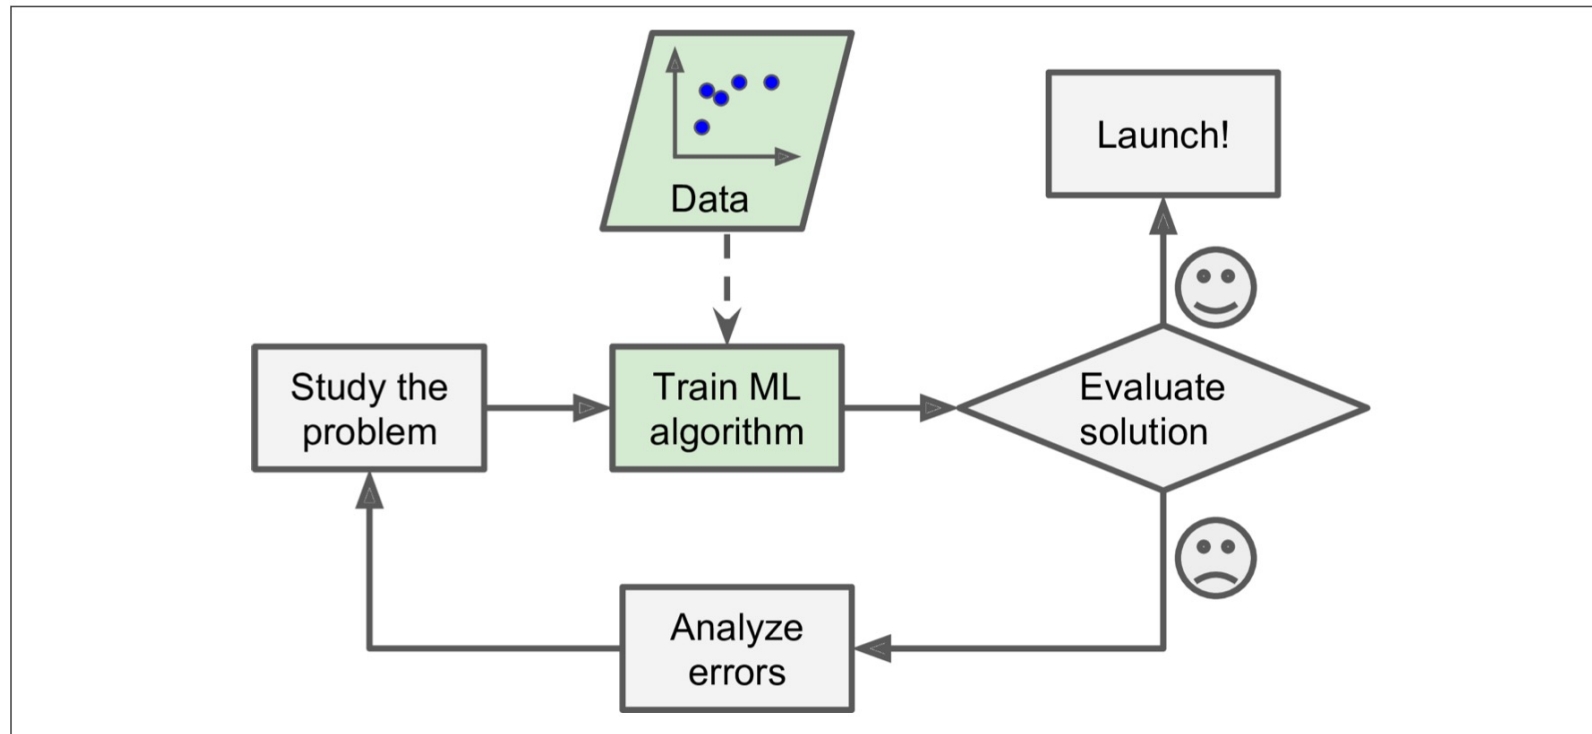 Data
Launch!
Study the
problem
Train ML
algorithm
Evaluate
solution
Analyze
errors